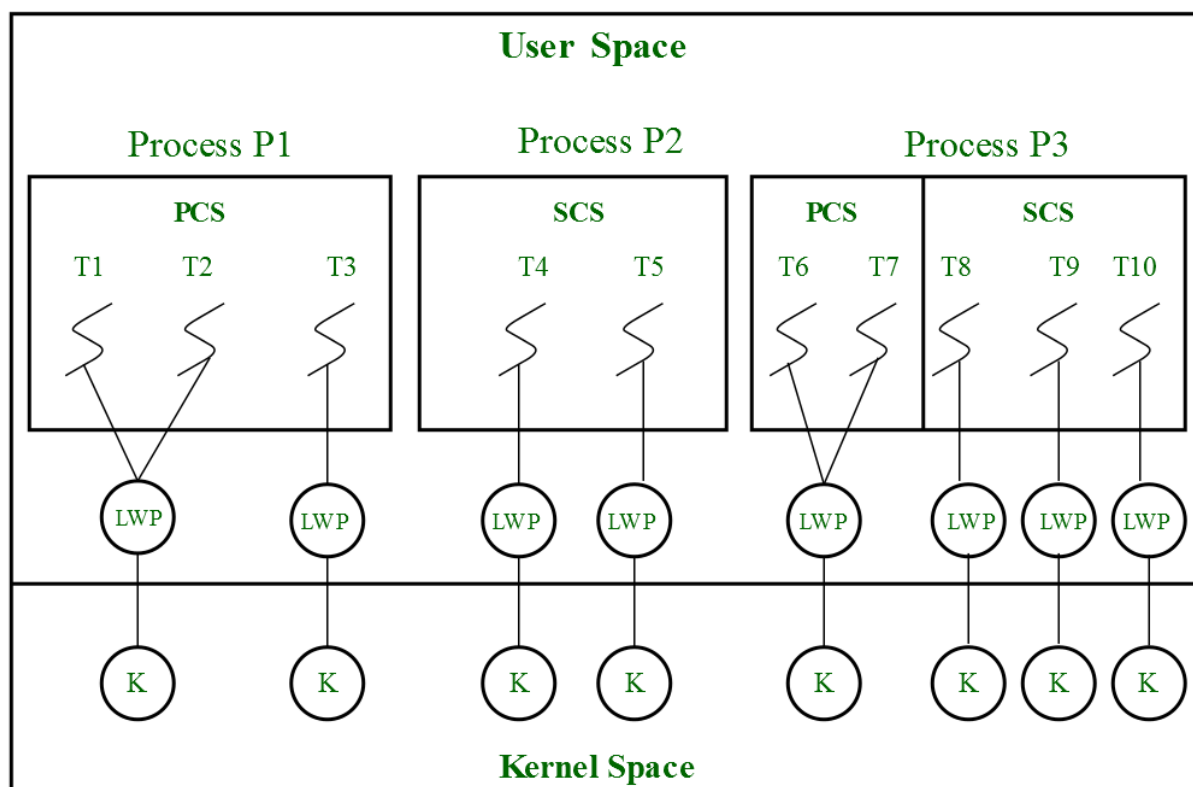 User Space
Process P1 Process P2 Process P3
PCS SCS PCS SCS
T1 T2 T3 T4 T5 T6 T7 T8 T9 T10
LWP LWP LWP LWP LWP LWP LWP LWP
K K K K K K K K
Kernel Space